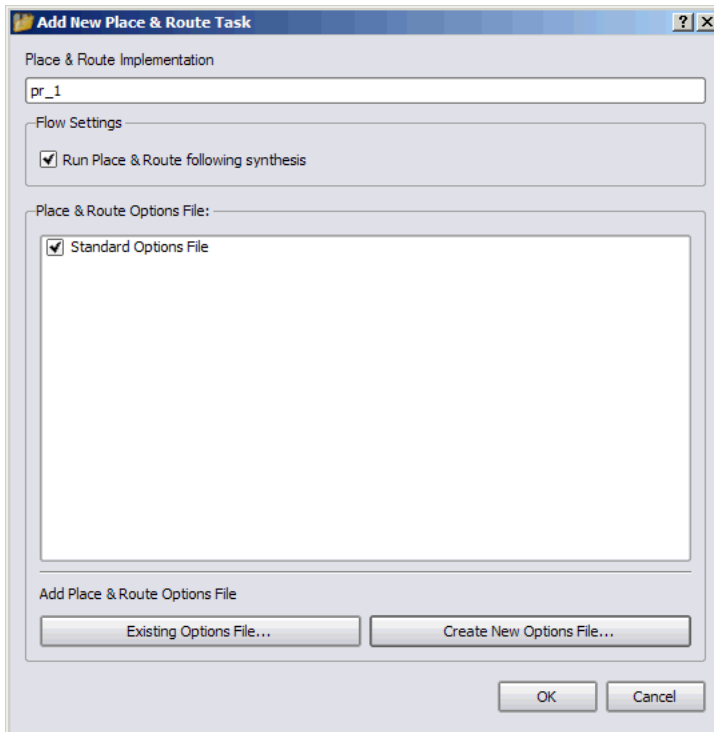 Add New Place & Route Task
Place & Route Implementation
pr_1
Flow Settings
Run Place & Route following synthesis
Place & Route Options File:
Standard Options File
Add Place & Route Options File
Existing Options File...
Create New Options File...
OK
Cancel